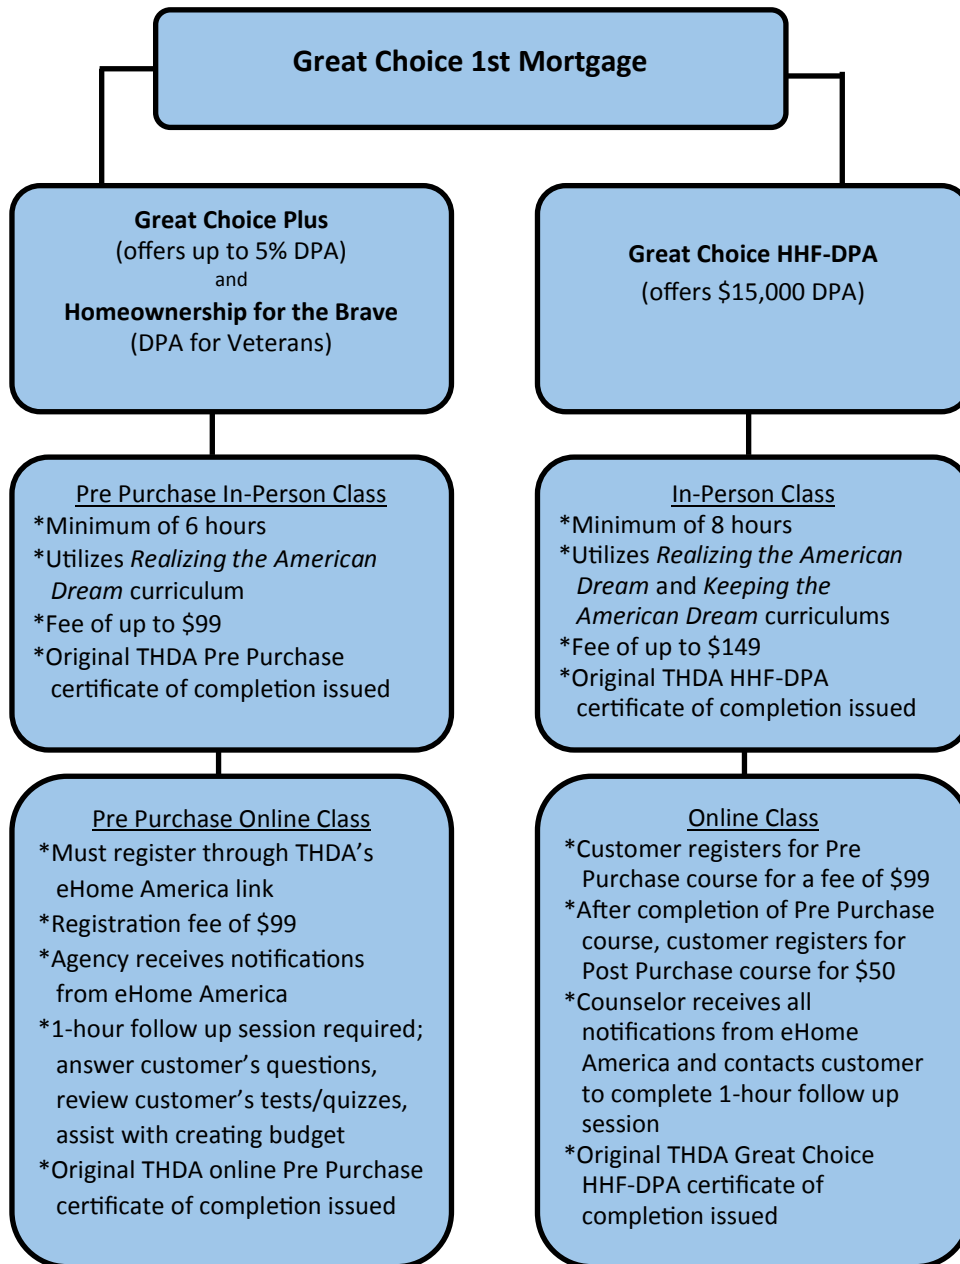 Great Choice 1st Mortgage
Great Choice Plus
(offers up to 5% DPA)
and
Homeownership for the Brave
(DPA for Veterans)
Great Choice HHF-DPA
(offers $15,000 DPA)
Pre Purchase In-Person Class
*Minimum of 6 hours
*Utilizes Realizing the American
Dream curriculum
*Fee of up to $99
*Original THDA Pre Purchase
certificate of completion issued
In-Person Class
*Minimum of 8 hours
*Utilizes Realizing the American
Dream and Keeping the
American Dream curriculums
*Fee of up to $149
*Original THDA HHF-DPA
certificate of completion issued
Pre Purchase Online Class
*Must register through THDA’s
eHome America link
*Registration fee of $99
*Agency receives notifications
from eHome America
*1-hour follow up session required;
answer customer’s questions,
review customer’s tests/quizzes,
assist with creating budget
*Original THDA online Pre Purchase
certificate of completion issued
Online Class
*Customer registers for Pre
Purchase course for a fee of $99
*After completion of Pre Purchase
course, customer registers for
Post Purchase course for $50
*Counselor receives all
notifications from eHome
America and contacts customer
to complete 1-hour follow up
session
*Original THDA Great Choice
HHF-DPA certificate of
completion issued